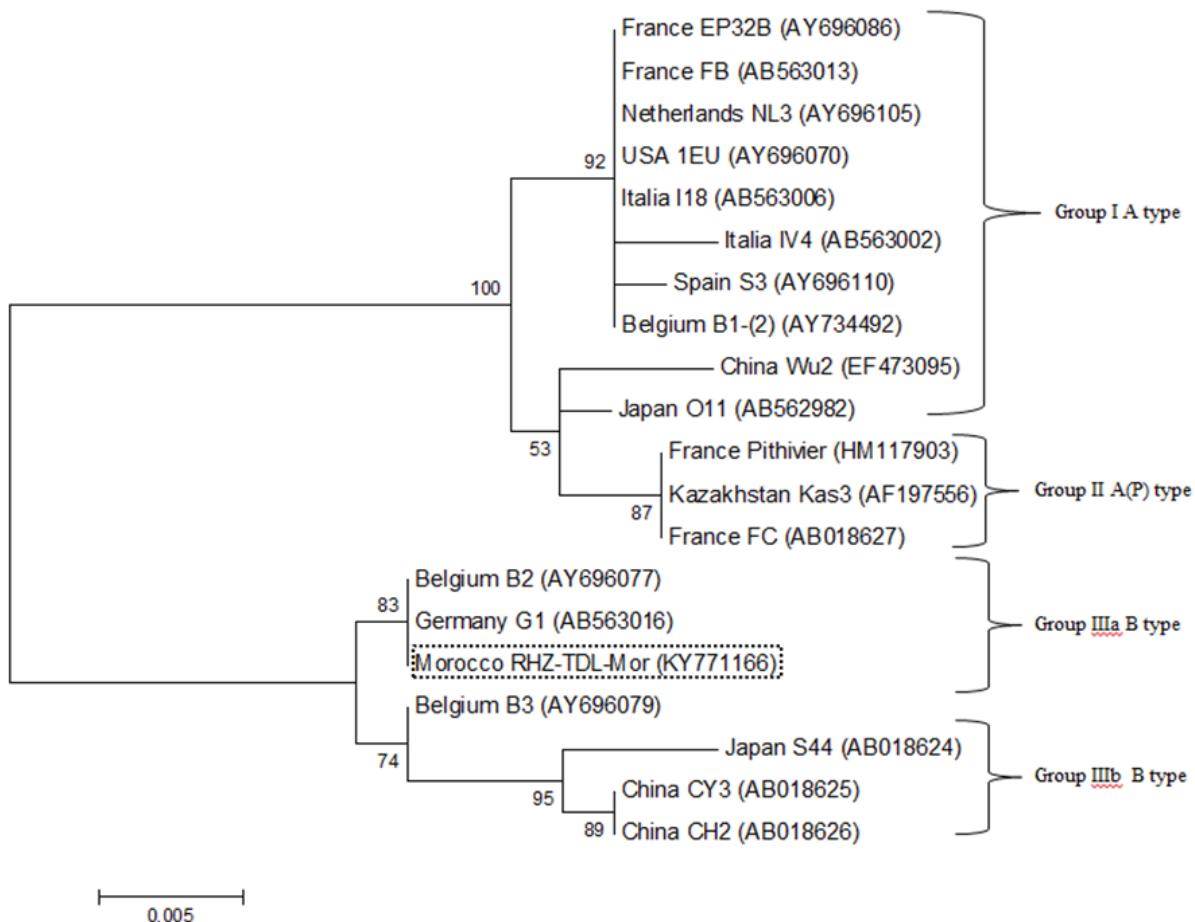 France EP32B (AY696086)
France FB (AB563013)
Netherlands NL3 (AY696105)
USA 1EU (AY696070)
92
Italia I18 (AB563006)
Group I A type
Italia IV4 (AB563002)
Spain S3 (AY696110)
100
Belgium B1-(2) (AY734492)
China Wu2 (EF473095)
Japan O11 (AB562982)
53
France Pithivier (HM117903)
Kazakhstan Kas3 (AF197556)
Group II A(P) type
87
France FC (AB018627)
Belgium B2 (AY696077)
83
Germany G1 (AB563016)
Group IIIa B type
Morocco RHZ-TDL-Mor (KY771166)
Belgium B3 (AY696079)
74
Japan S44 (AB018624)
Group IIIb B type
China CY3 (AB018625)
95
China CH2 (AB018626)
89
0.005